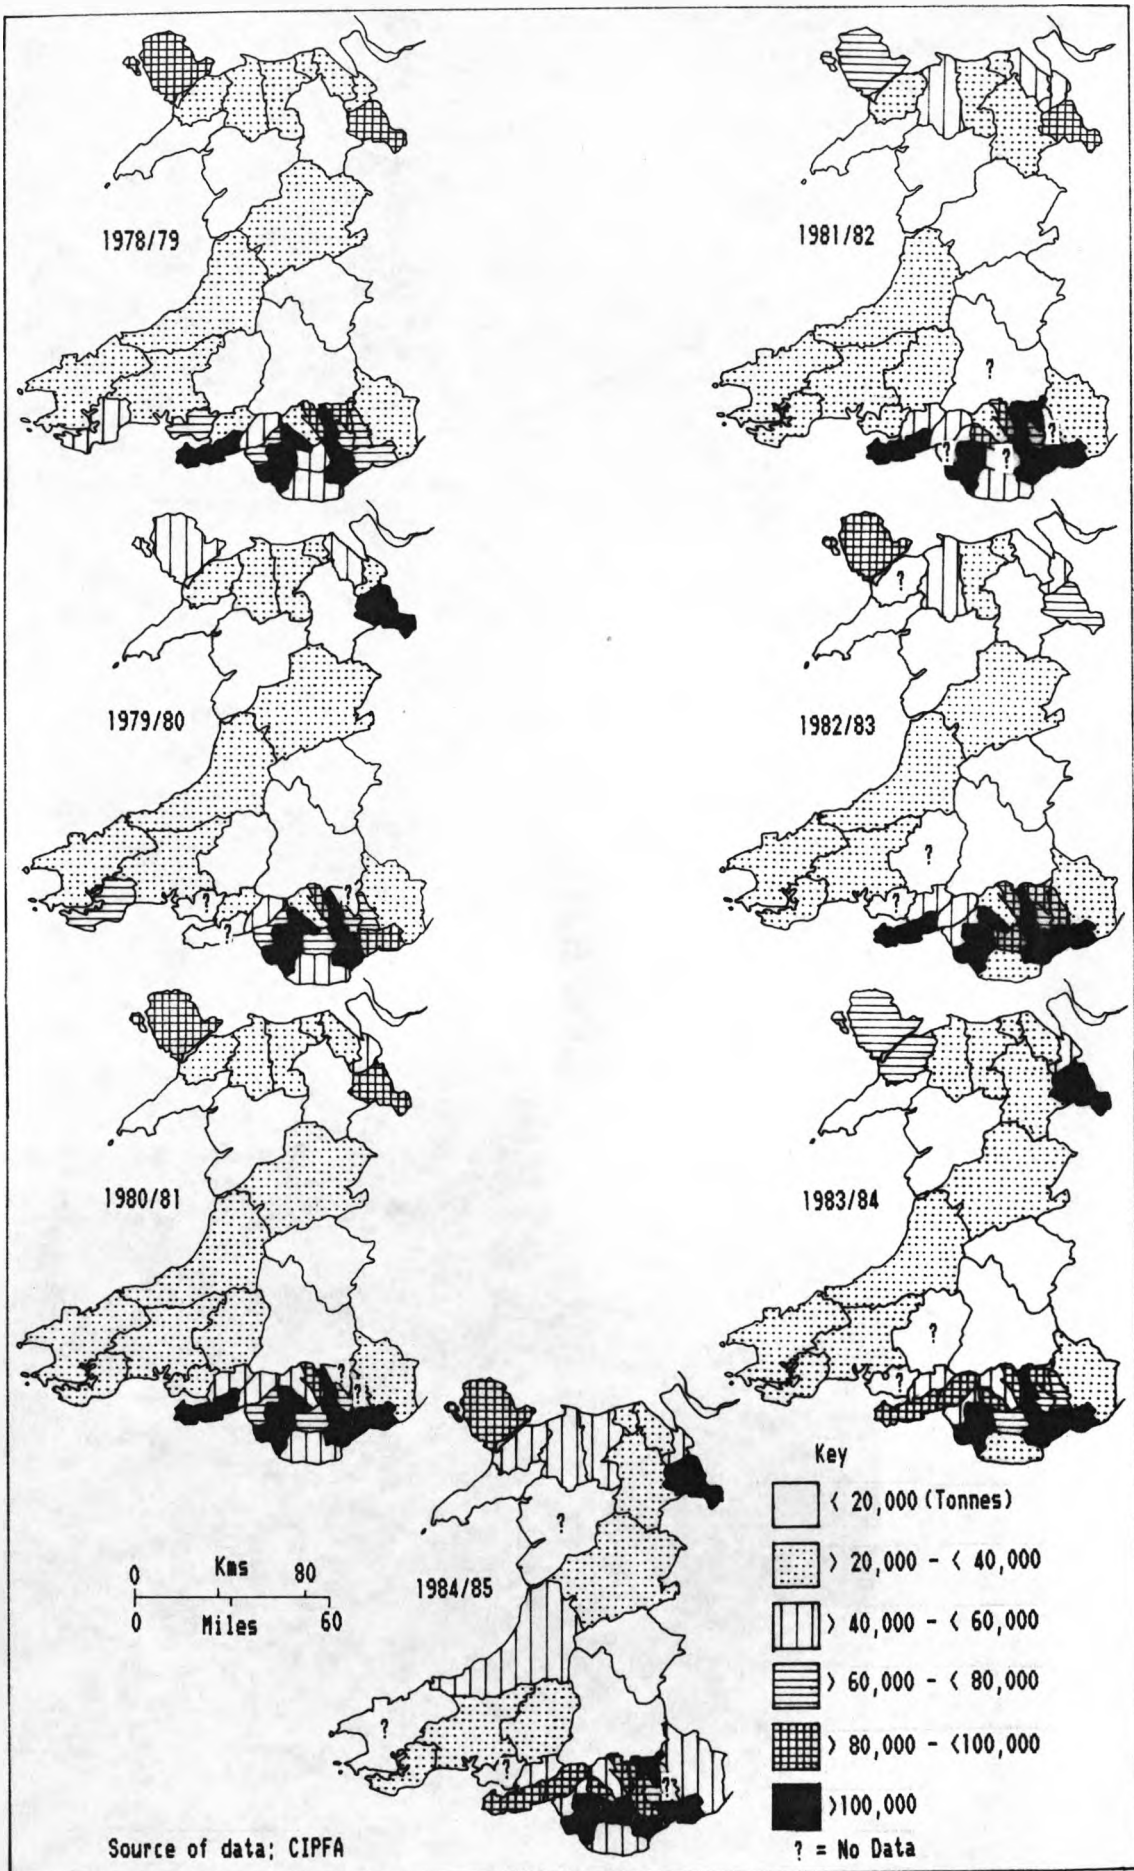 1978/79
1981/82
?
?
?
?
1979/80
1982/83
?
?
?
?
?
?
1980/81
1983/84
?
?
?
?
1984/85
?
?
?
?
Key
< 20,000 (Tonnes)
> 20,000 - < 40,000
> 40,000 - < 60,000
> 60,000 - < 80,000
> 80,000 - <100,000
>100,000
? = No Data
0 Kms 80
0 Miles 60
Source of data; CIPFA